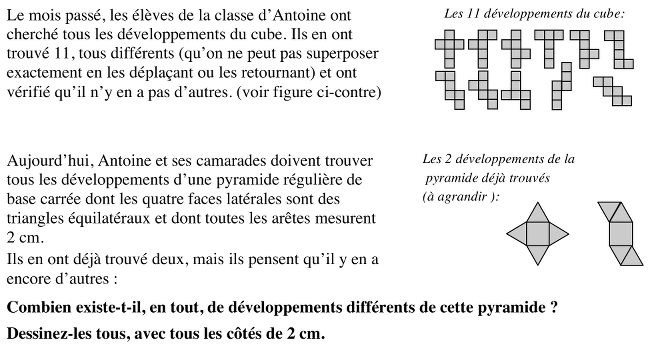 Le mois passé, les élèves de la classe d'Antoine ont
cherché tous les développements du cube. Ils en ont
trouvé 11, tous différents (qu'on ne peut pas superposer
exactement en les déplaçant ou les retournant) et ont
vérifié qu'il n'y en a pas d'autres. (voir figure ci-contre)
Les 11 développements du cube:
Aujourd'hui, Antoine et ses camarades doivent trouver
tous les développements d'une pyramide régulière de
base carrée dont les quatre faces latérales sont des
triangles équilatéraux et dont toutes les arêtes mesurent
2 cm.
Ils en ont déjà trouvé deux, mais ils pensent qu'il y en a
encore d'autres :
Les 2 développements de la
pyramide déjà trouvés
(à agrandir ):
Combien existe-t-il, en tout, de développements différents de cette pyramide ?
Dessinez-les tous, avec tous les côtés de 2 cm.